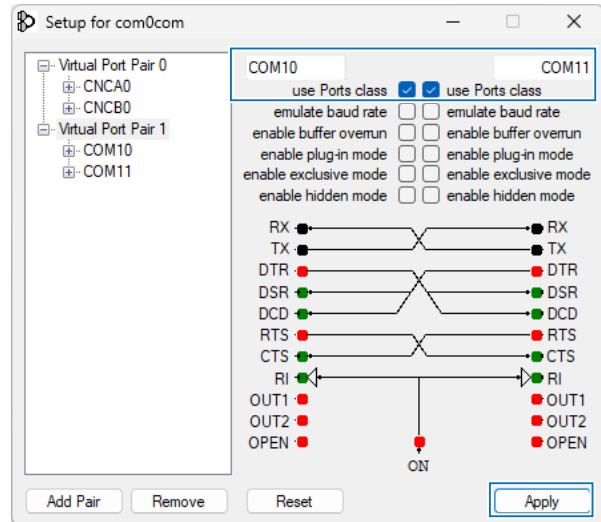 Setup for com0com
Virtual Port Pair 0
CNCA0
CNCB0
Virtual Port Pair 1
COM10
COM11
COM10 COM11
use Ports class use Ports class
emulate baud rate emulate baud rate
enable buffer overrun enable buffer overrun
enable plug-in mode enable plug-in mode
enable exclusive mode enable exclusive mode
enable hidden mode enable hidden mode
RX RX
TX TX
DTR DTR
DSR DSR
DCD DCD
RTS RTS
CTS CTS
RI RI
OUT1 OUT1
OUT2 OUT2
OPEN OPEN
ON
Add Pair Remove Reset Apply